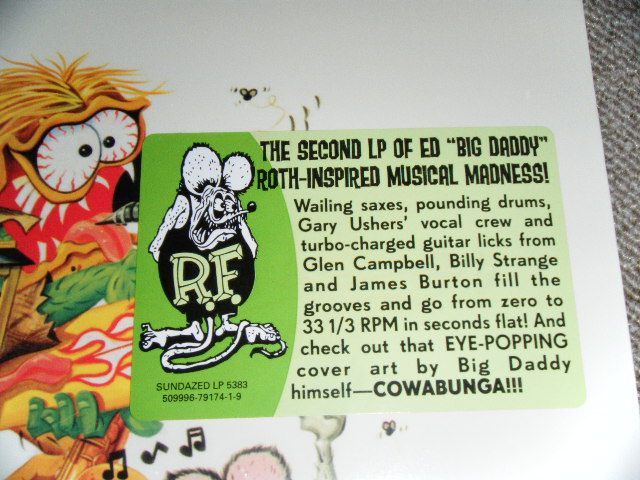 THE SECOND LP OF ED "BIG DADDY"
ROTH-INSPIRED MUSICAL MADNESS!
Wailing saxes, pounding drums,
Gary Ushers' vocal crew and
turbo-charged guitar licks from
Glen Campbell, Billy Strange
and James Burton fill the
grooves and go from zero to
33 1/3 RPM in seconds flat! And
check out that EYE-POPPING
cover art by Big Daddy
himself—COWABUNGA!!!
R.F.
SUNDAZED LP 5383
509996-79174-1-9